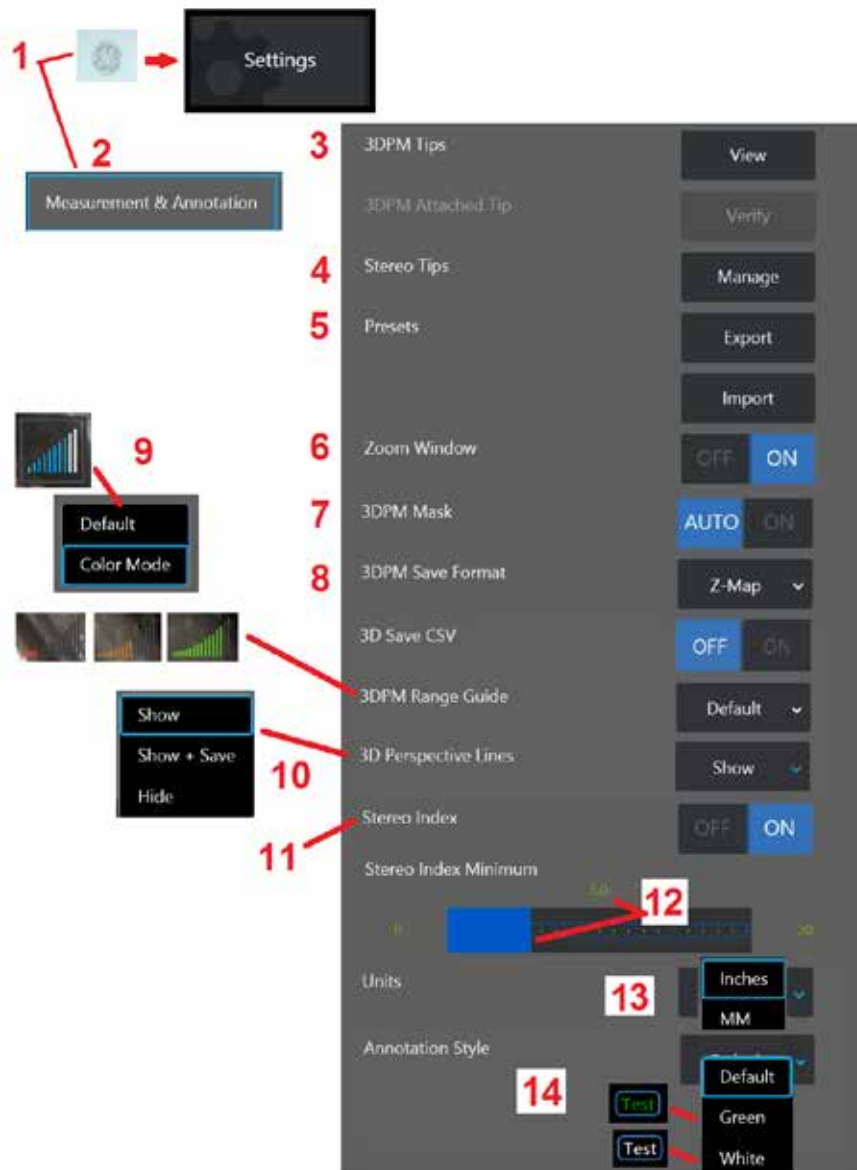 1
Settings
2
Measurement & Annotation
3
3DPM Tips
View
3DPM Attached Tip
Verify
4
Stereo Tips
Manage
5
Presets
Export
Import
6
Zoom Window
OFF
ON
7
3DPM Mask
AUTO
ON
8
3DPM Save Format
Z-Map
9
Default
Color Mode
3D Save CSV
OFF
ON
3DPM Range Guide
Default
10
Show
Show + Save
Hide
3D Perspective Lines
Show
11
Stereo Index
OFF
ON
Stereo Index Minimum
12
0
20
13
Units
Inches
MM
14
Annotation Style
Default
Green
White
Test
Test